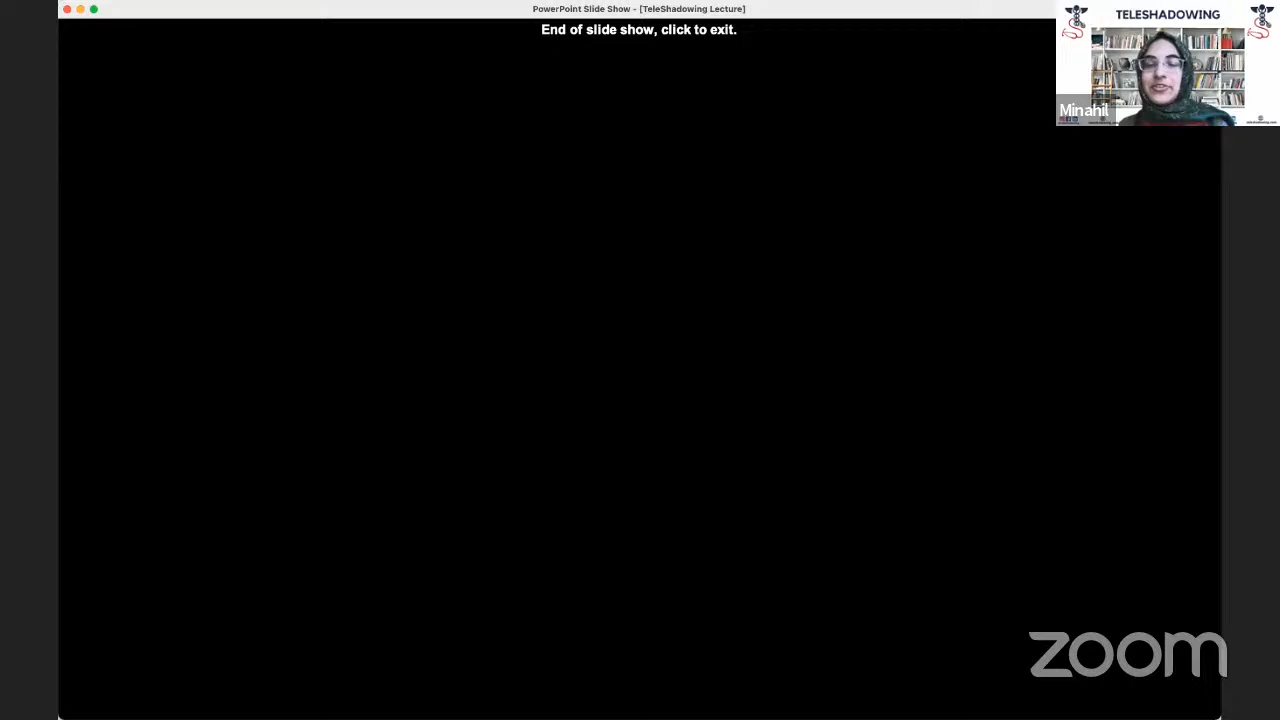 PowerPoint Slide Show - [TeleShadowing Lecture]
End of slide show, click to exit.
TELESHADOWING
Minahil
zoom